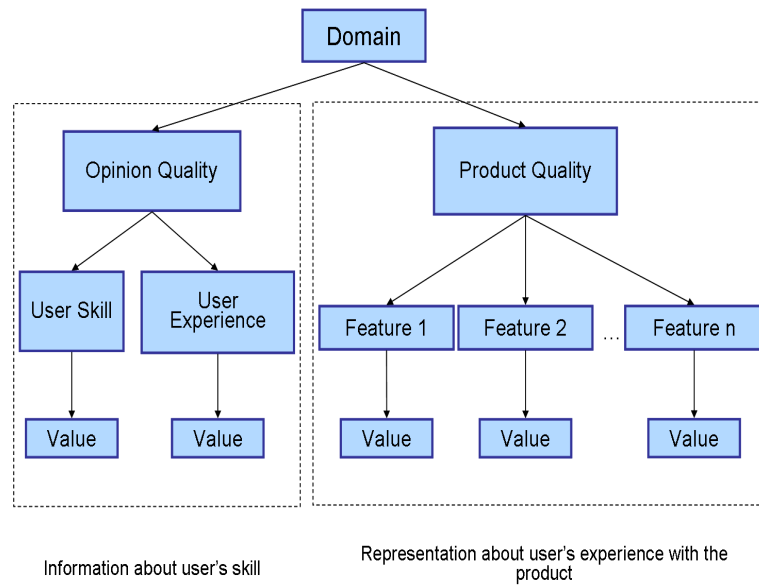 Domain
Opinion Quality
Product Quality
User Skill
User
Experience
Feature 1
Feature 2
...
Feature n
Value
Value
Value
Value
Value
Information about user's skill
Representation about user's experience with the
product